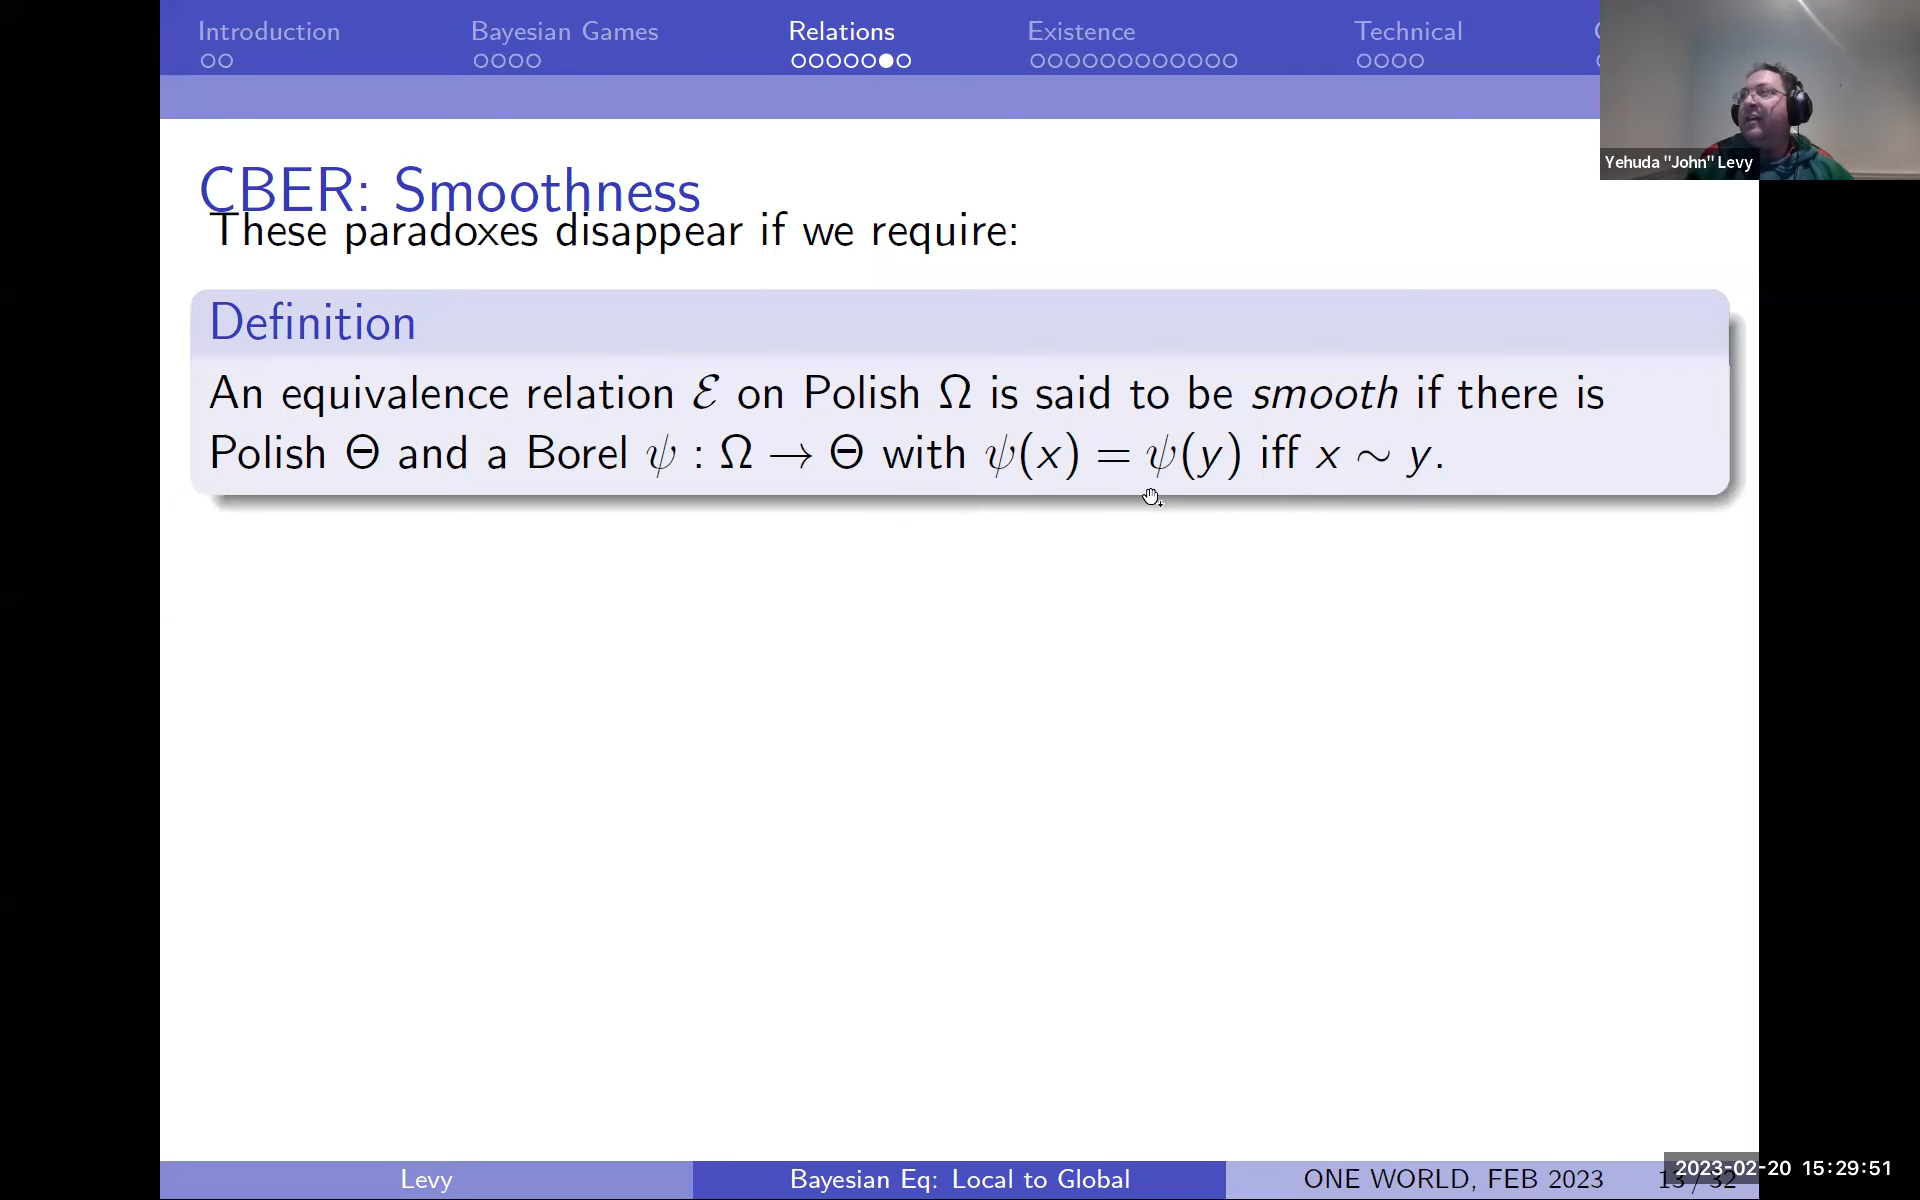 Introduction Bayesian Games Relations Existence Technical
Yehuda "John" Levy
CBER: Smoothness
These paradoxes disappear if we require:
Definition
An equivalence relation ℰ on Polish Ω is said to be smooth if there is
Polish Θ and a Borel ψ : Ω → Θ with ψ(x) = ψ(y) iff x ∼ y.
Levy Bayesian Eq: Local to Global ONE WORLD, FEB 2023 13 / 32
2023-02-20 15:29:51